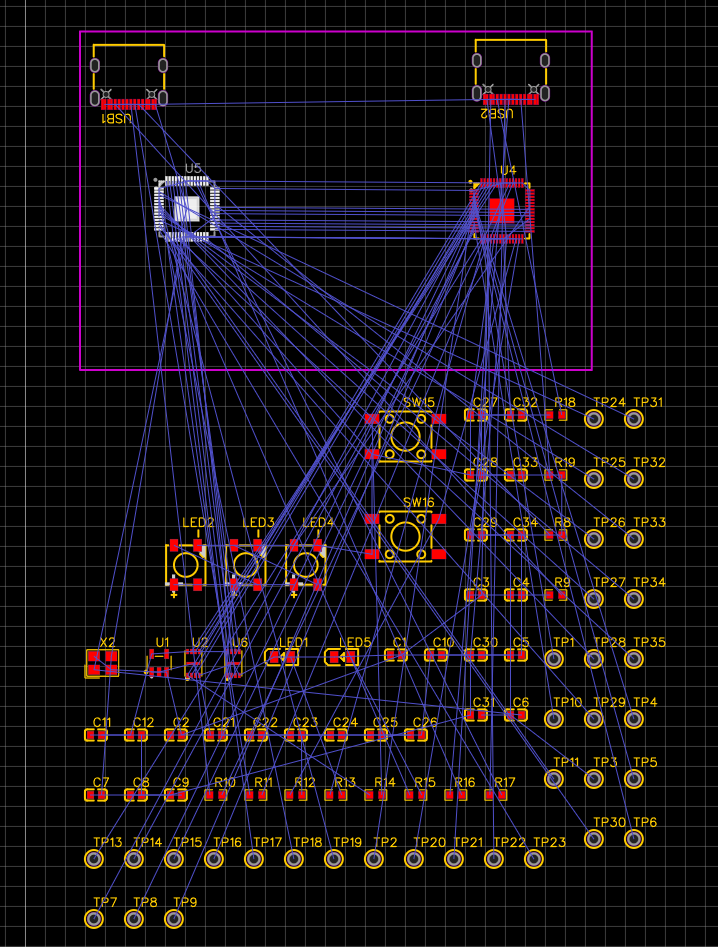 USB1 USB2
U5 U4
SW15 C27 C32 R18 TP24 TP31
C28 C33 R19 TP25 TP32
SW16
LED2 LED3 LED4 C29 C34 R8 TP26 TP33
C3 C4 R9 TP27 TP34
X2 U1 U2 U6 LED1 LED5 C1 C10 C30 C5 TP1 TP28 TP35
C31 C6 TP10 TP29 TP4
C11 C12 C2 C21 C22 C23 C24 C25 C26
TP11 TP3 TP5
C7 C8 C9 R10 R11 R12 R13 R14 R15 R16 R17
TP30 TP6
TP13 TP14 TP15 TP16 TP17 TP18 TP19 TP2 TP20 TP21 TP22 TP23
TP7 TP8 TP9